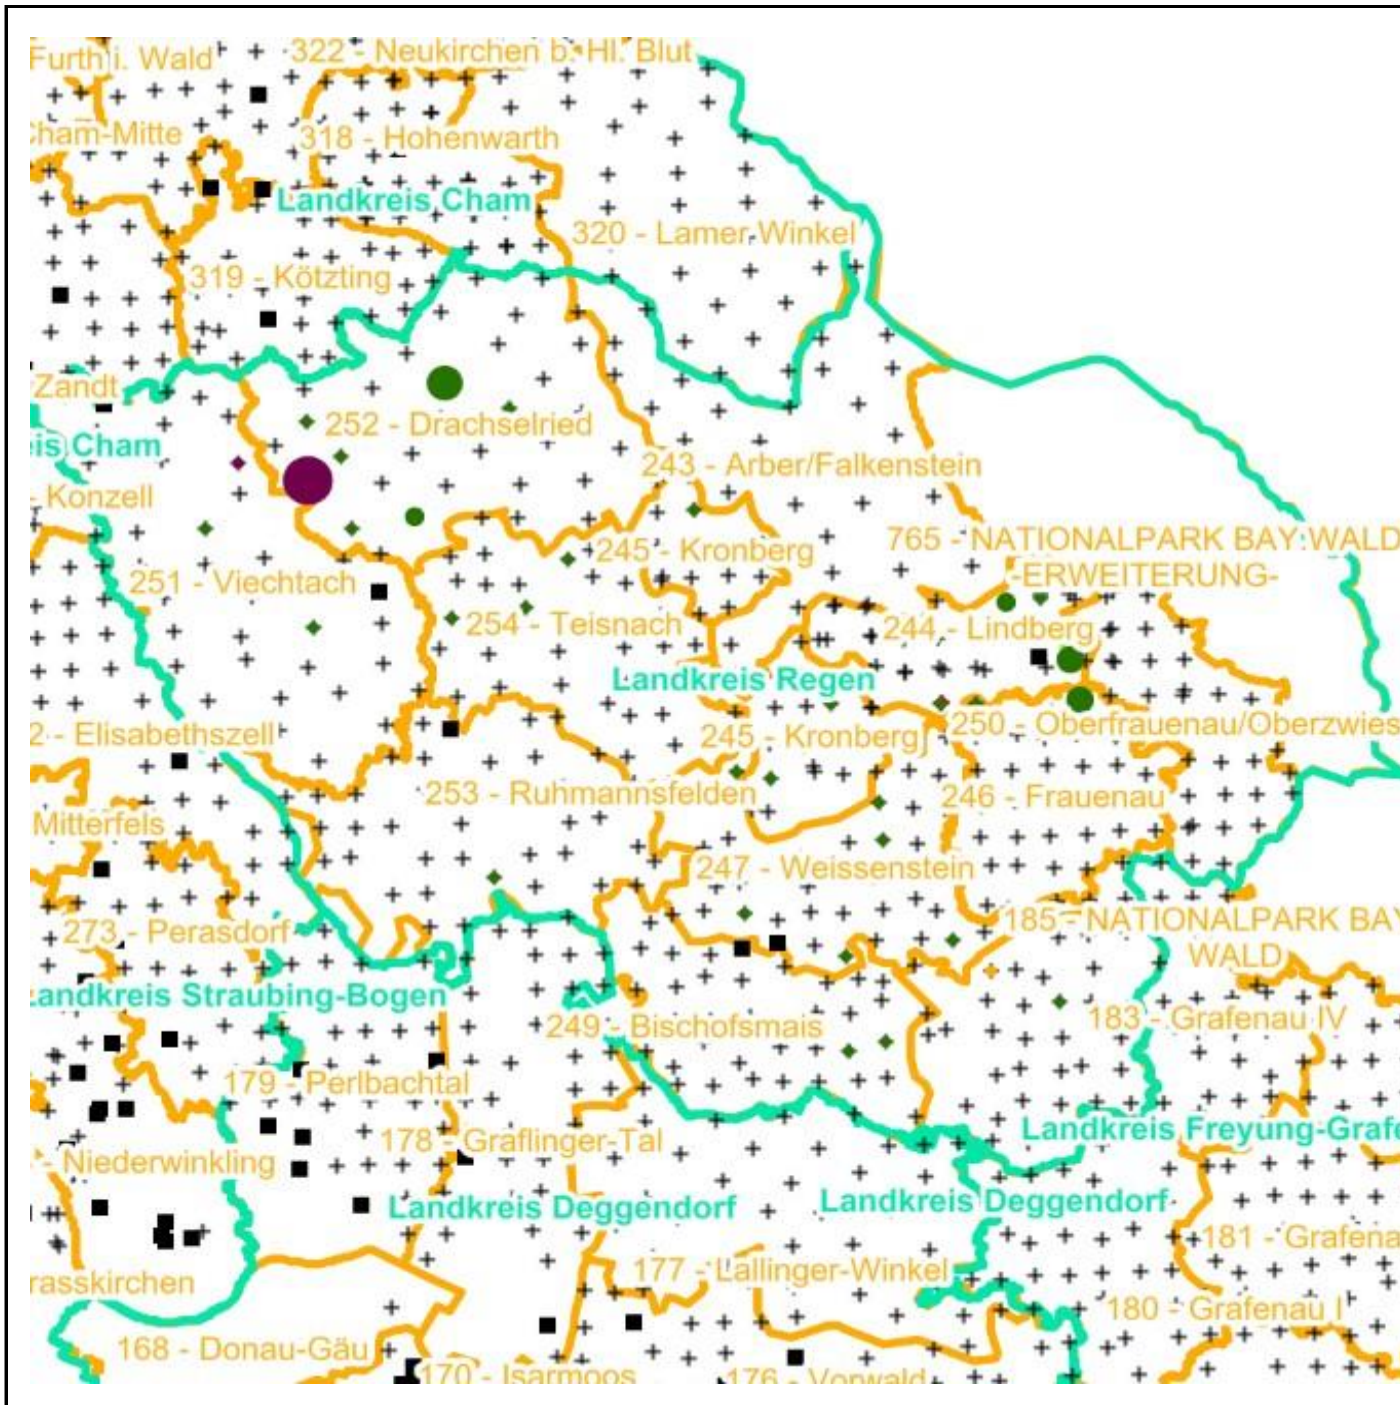 Furth i. Wald
322 - Neukirchen b. Hl. Blut
Cham-Mitte
318 - Hohenwarth
Landkreis Cham
320 - Lamer Winkel
319 - Kötzting
Zandt
252 - Drachselried
is Cham
243 - Arber/Falkenstein
- Konzell
765 - NATIONALPARK BAY WALD
-ERWEITERUNG-
245 - Kronberg
251 - Viechtach
254 - Teisnach
244 - Lindberg
Landkreis Regen
250 - Oberfrauenau/Oberzwies
2 - Elisabethszell
245 - Kronberg
253 - Ruhmannsfelden
246 - Frauenau
Mitterfels
247 - Weissenstein
185 - NATIONALPARK BA
WALD
273 - Perasdorf
Landkreis Straubing-Bogen
249 - Bischofsmais
183 - Grafenau IV
179 - Perlbachtal
178 - Graflinger-Tal
Landkreis Freyung-Grafe
- Niederwinkling
Landkreis Deggendorf
Landkreis Deggendorf
181 - Grafena
177 - Lallinger-Winkel
rasskirchen
180 - Grafenau I
168 - Donau-Gäu
170 - Isarmoos
176 - Vorwald